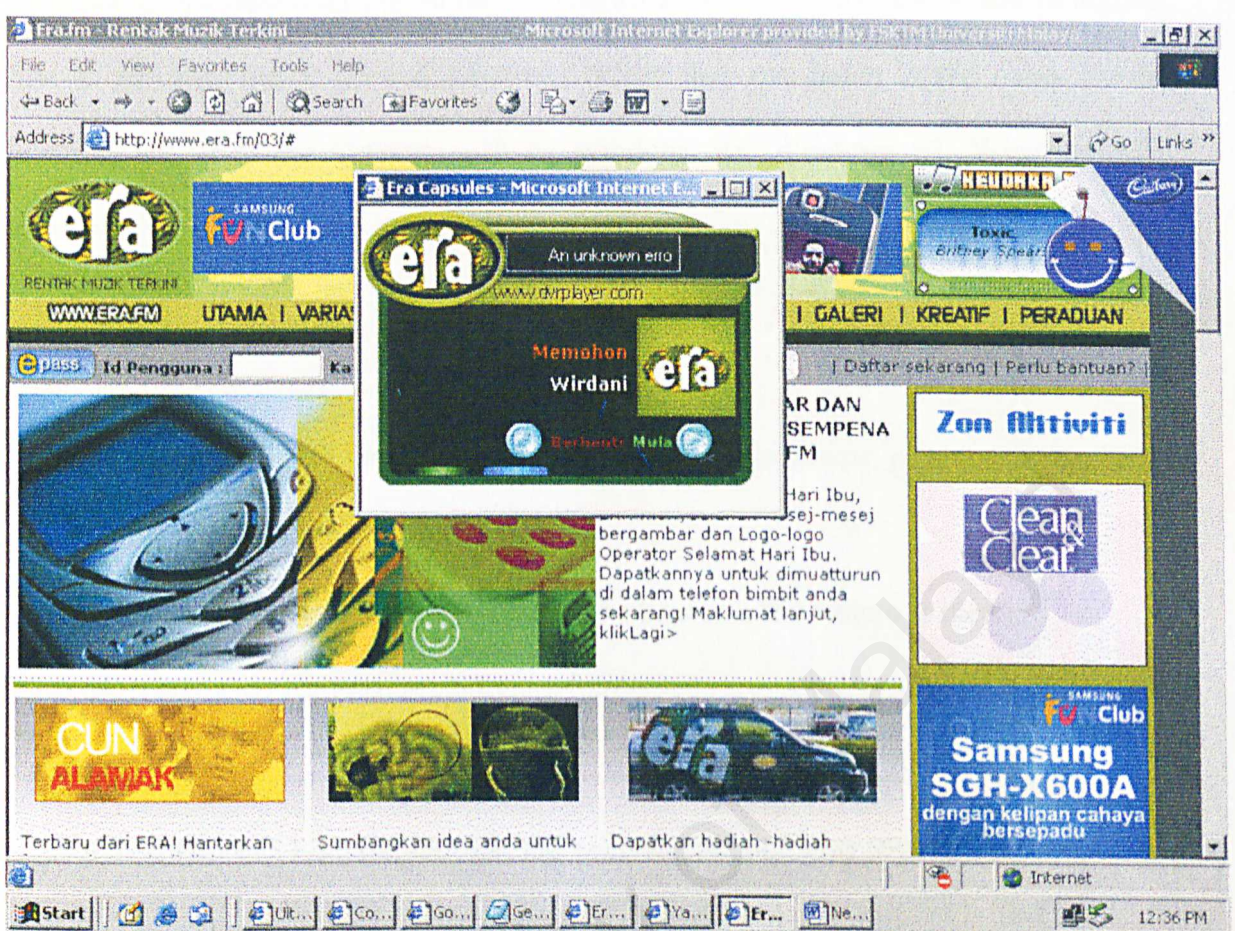 Era.fm - Rentak Muzik Terkini - Microsoft Internet Explorer provided by FSKTM Universiti Malaya
File Edit View Favorites Tools Help
Back Search Favorites
Address http://www.era.fm/03/# Go Links »
era
RENTAK MUZIK TERKINI
SAMSUNG
FUN Club
Toxic
Britney Spears
Cadbury
WWW.ERA.FM UTAMA | | GALERI | KREATIF | PERADUAN
epass Id Pengguna : | Daftar sekarang | Perlu bantuan? |
Era Capsules - Microsoft Internet E...
era
An unknown erro
www.dvrplayer.com
Memohon
Wirdani
era
Berhenti Mula
AR DAN
SEMPENA
FM
Hari Ibu,
bergambar dan Logo-logo
Operator Selamat Hari Ibu.
Dapatkannya untuk dimuatturun
di dalam telefon bimbit anda
sekarang! Maklumat lanjut,
klikLagi>
Zon Aktiviti
Clean &
Clear
SAMSUNG
FUN Club
Samsung
SGH-X600A
dengan kelipan cahaya
bersepadu
CUN
ALAMAK
era
Terbaru dari ERA! Hantarkan
Sumbangkan idea anda untuk
Dapatkan hadiah -hadiah
Internet
Start Uit... Co... Go... Ge... Er... Ya... Er... Ne... 12:36 PM